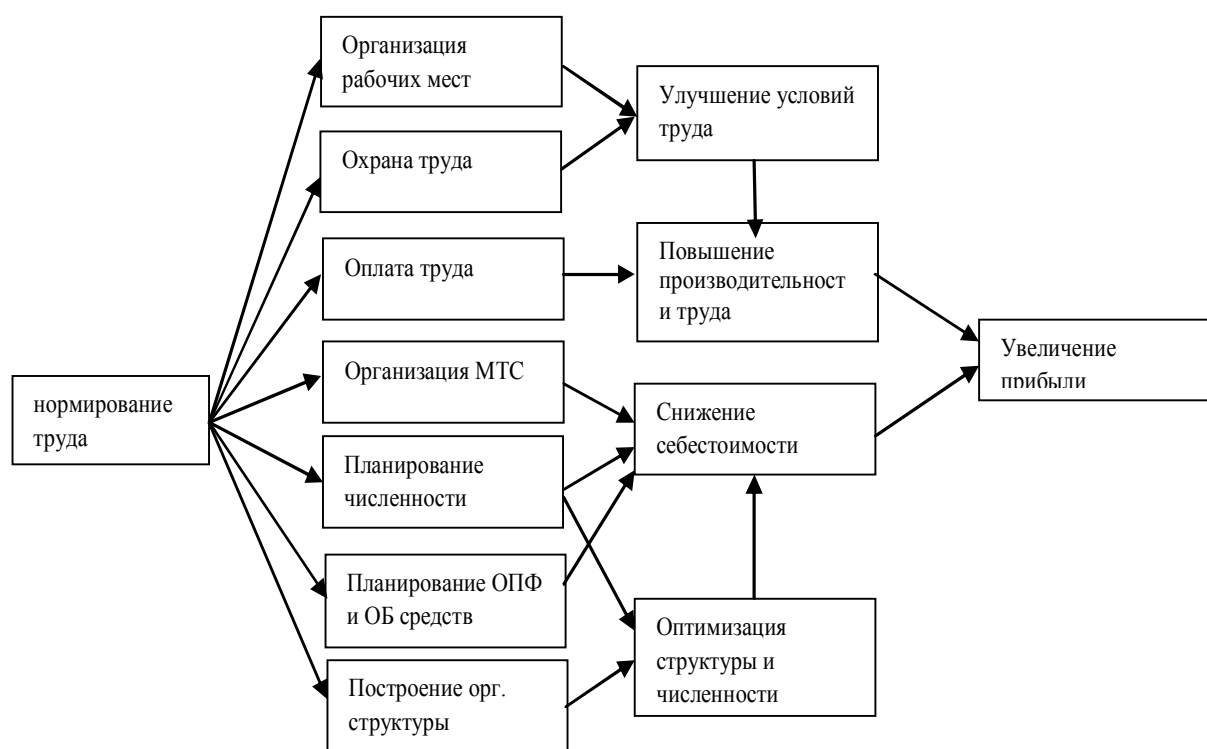 Организация
рабочих мест
Охрана труда
Оплата труда
Организация МТС
Планирование
численности
Планирование ОПФ
и ОБ средств
Построение орг.
структуры
нормирование
труда
Улучшение условий
труда
Повышение
производительност
и труда
Снижение
себестоимости
Оптимизация
структуры и
численности
Увеличение
прибыли